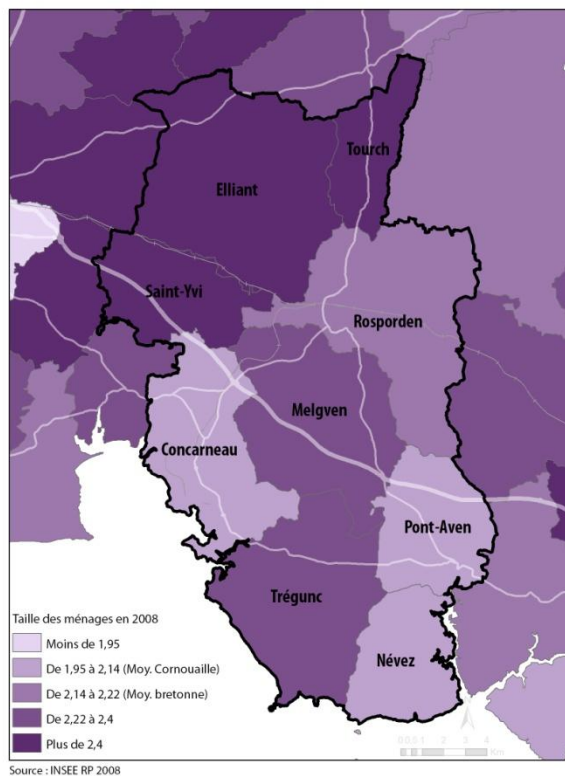 Tourch
Elliant
Saint-Yvi
Rosporden
Melgven
Concarneau
Pont-Aven
Trégunc
Névez
Taille des ménages en 2008
Moins de 1,95
De 1,95 à 2,14 (Moy. Cornouaille)
De 2,14 à 2,22 (Moy. bretonne)
De 2,22 à 2,4
Plus de 2,4
Km
Source : INSEE RP 2008